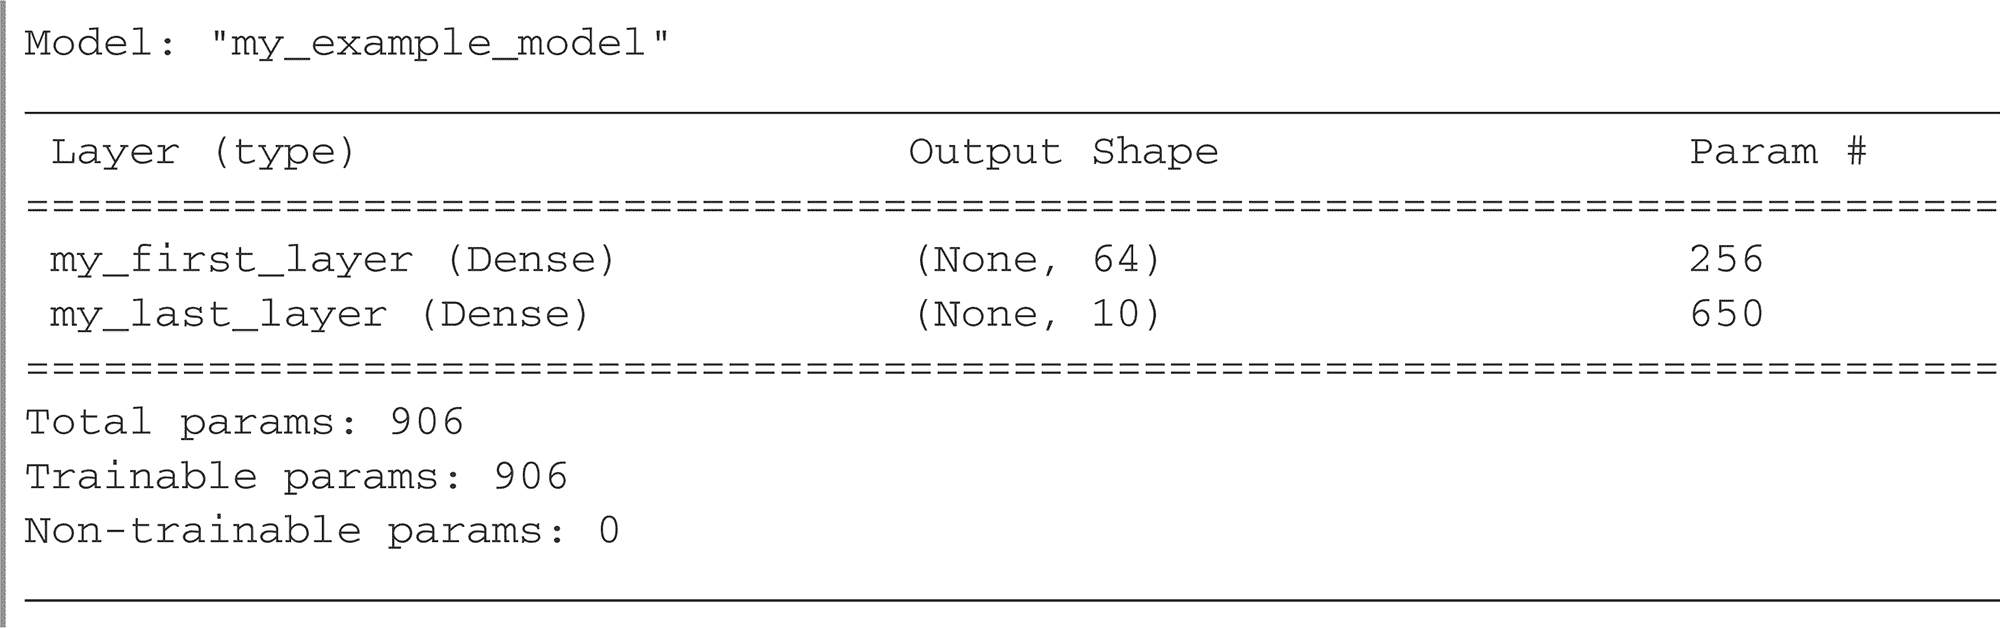 Model: "my_example_model"
Layer (type) Output Shape Param #
=================================================================
my_first_layer (Dense) (None, 64) 256
my_last_layer (Dense) (None, 10) 650
=================================================================
Total params: 906
Trainable params: 906
Non-trainable params: 0